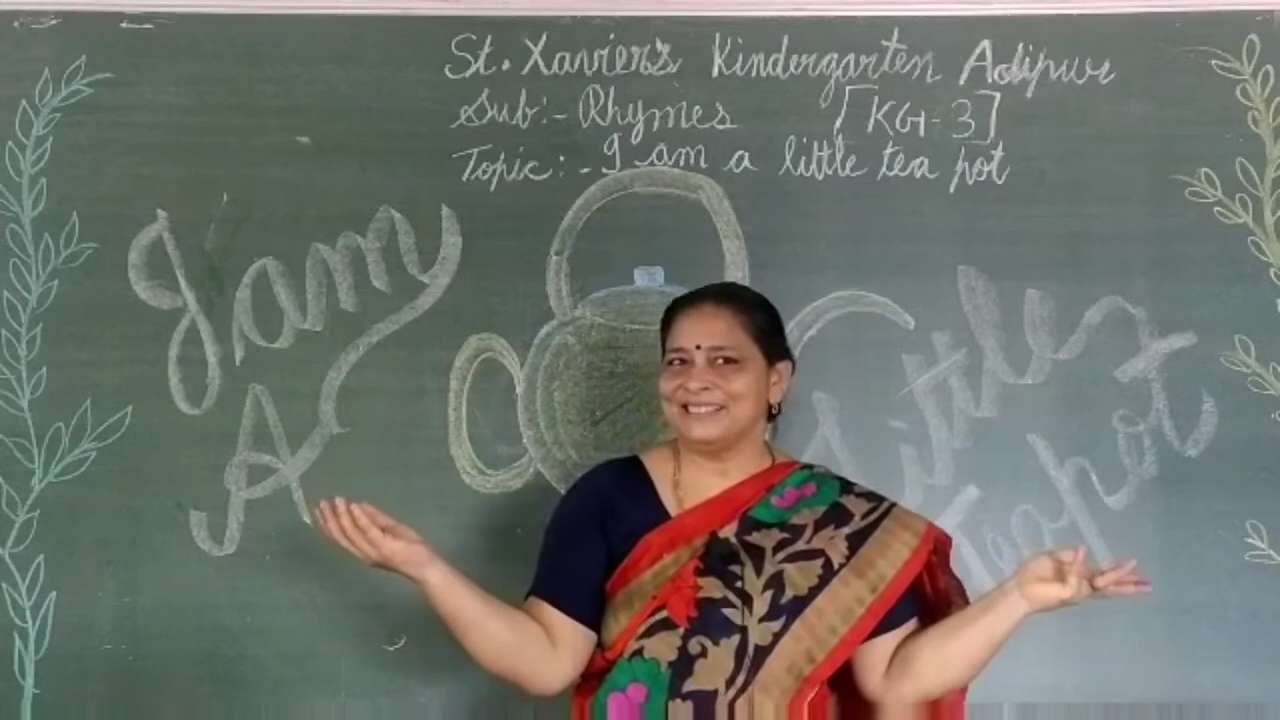 St. Xavier's Kindergarten Adipur
Sub:- Rhymes [KG-3]
Topic:- I am a little tea pot
I am
A
Little
Teapot